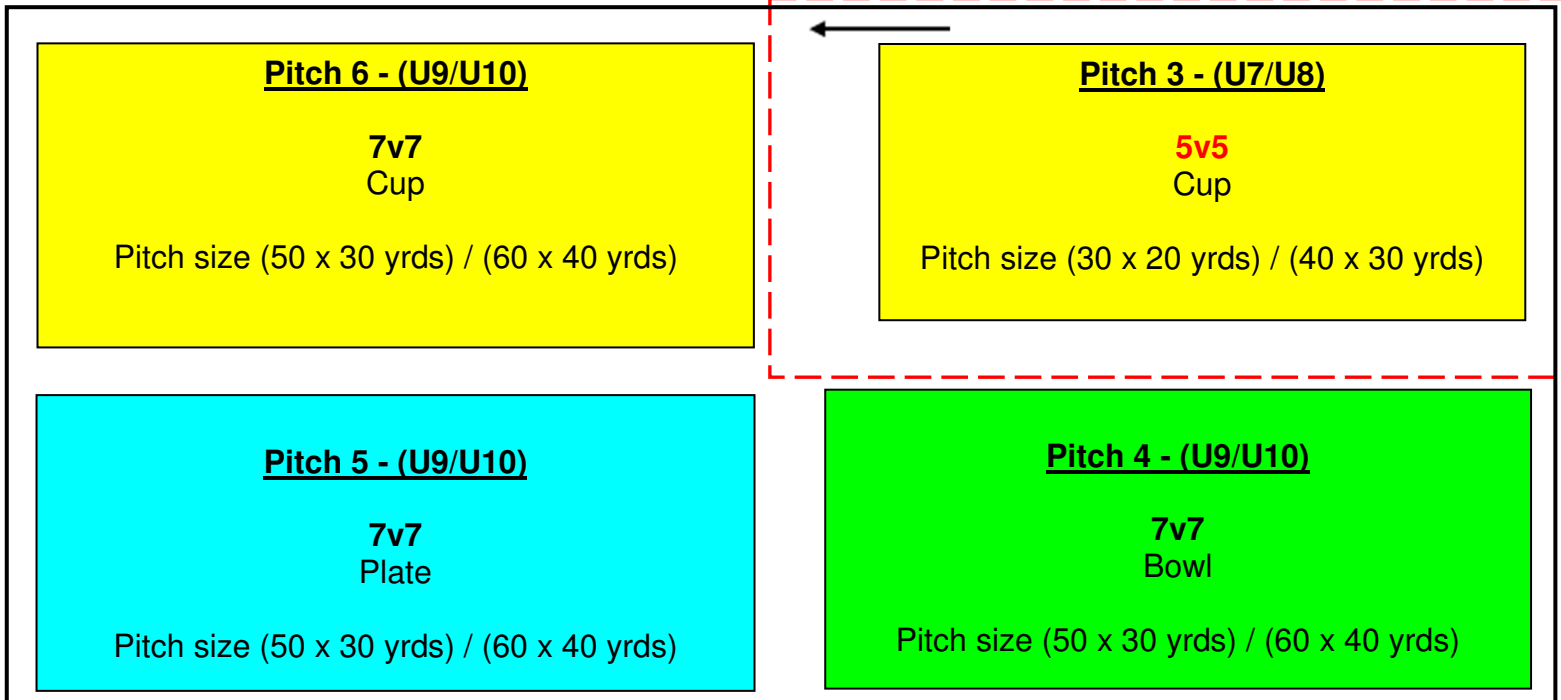 Pitch 6 - (U9/U10)
7v7
Cup
Pitch size (50 x 30 yrds) / (60 x 40 yrds)
Pitch 3 - (U7/U8)
5v5
Cup
Pitch size (30 x 20 yrds) / (40 x 30 yrds)
Pitch 5 - (U9/U10)
7v7
Plate
Pitch size (50 x 30 yrds) / (60 x 40 yrds)
Pitch 4 - (U9/U10)
7v7
Bowl
Pitch size (50 x 30 yrds) / (60 x 40 yrds)